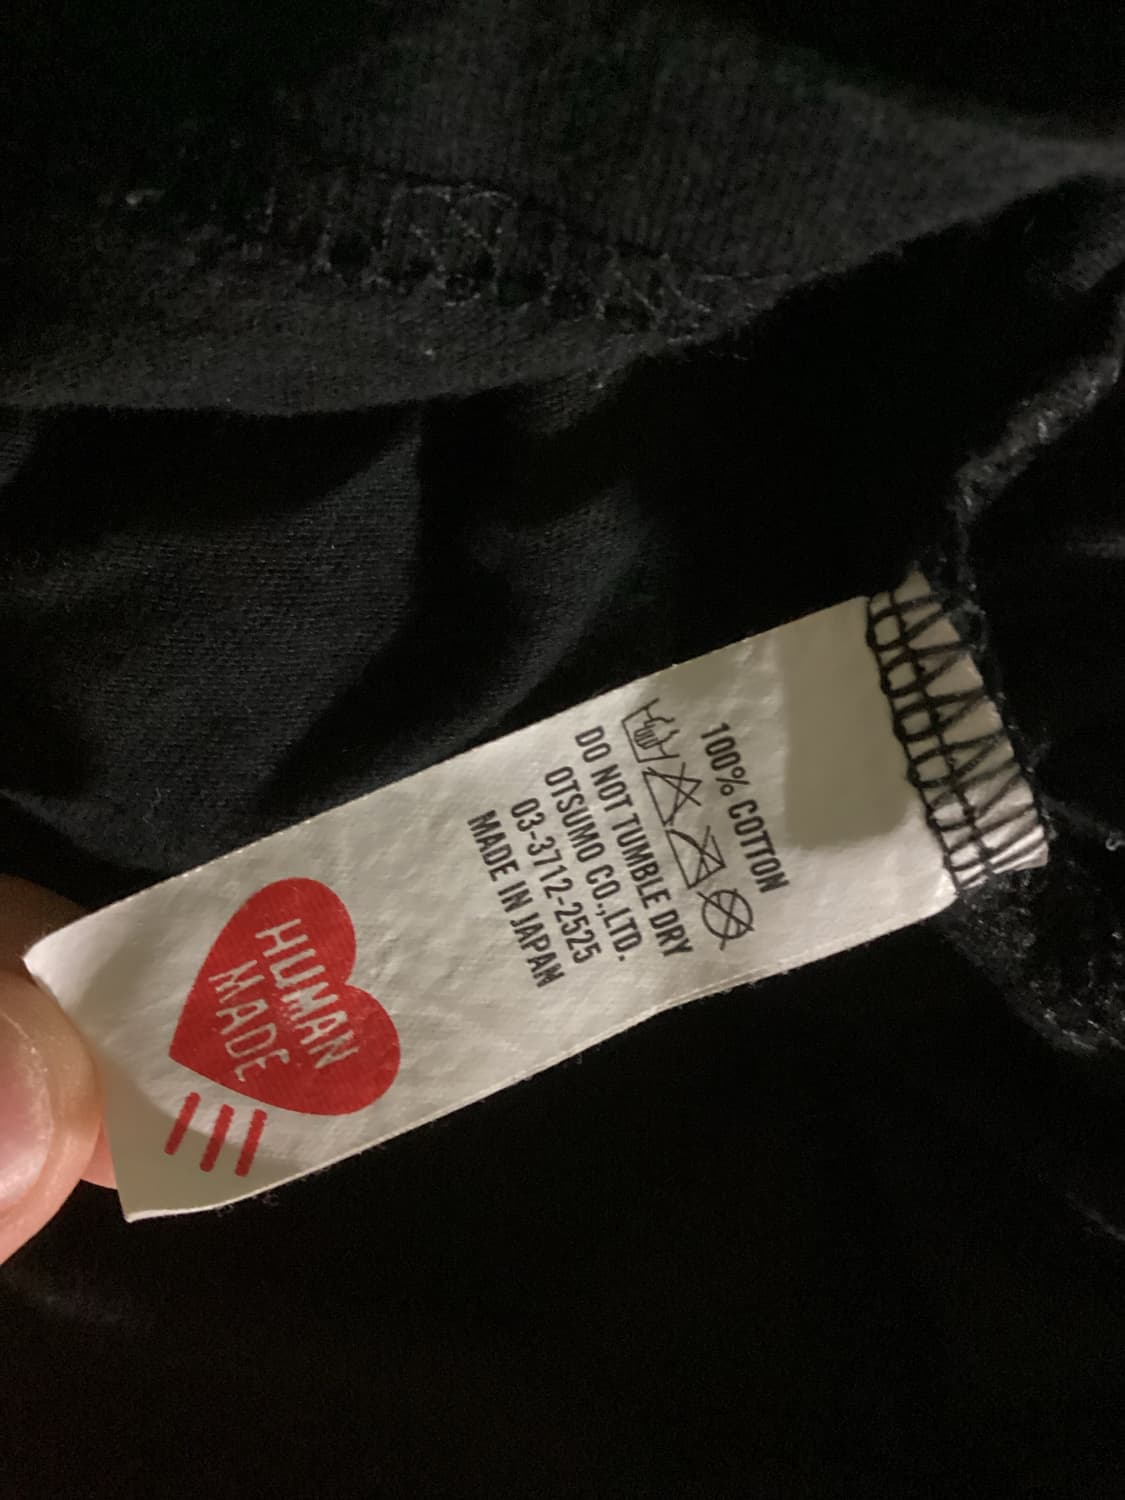 100% COTTON
DO NOT TUMBLE DRY
OTSUMO CO.,LTD.
03-3712-2525
MADE IN JAPAN
HUMAN
MADE